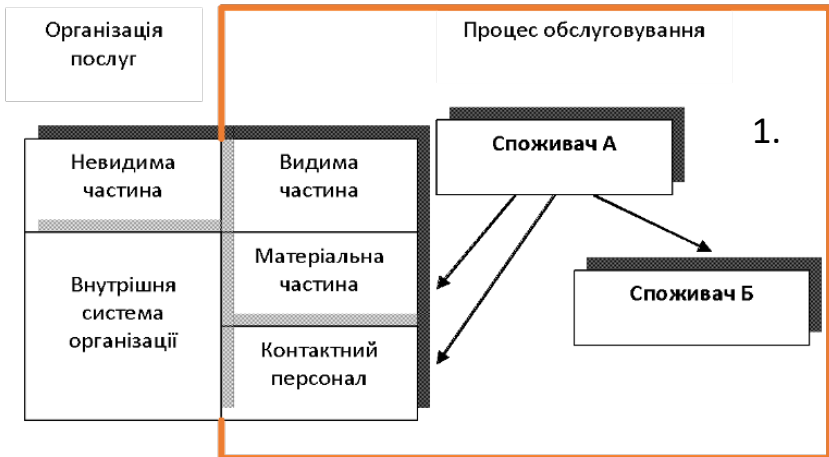 Організація
послуг
Процес обслуговування
1.
Споживач А
Невидима
частина
Видима
частина
Матеріальна
частина
Внутрішня
система
організації
Споживач Б
Контактний
персонал